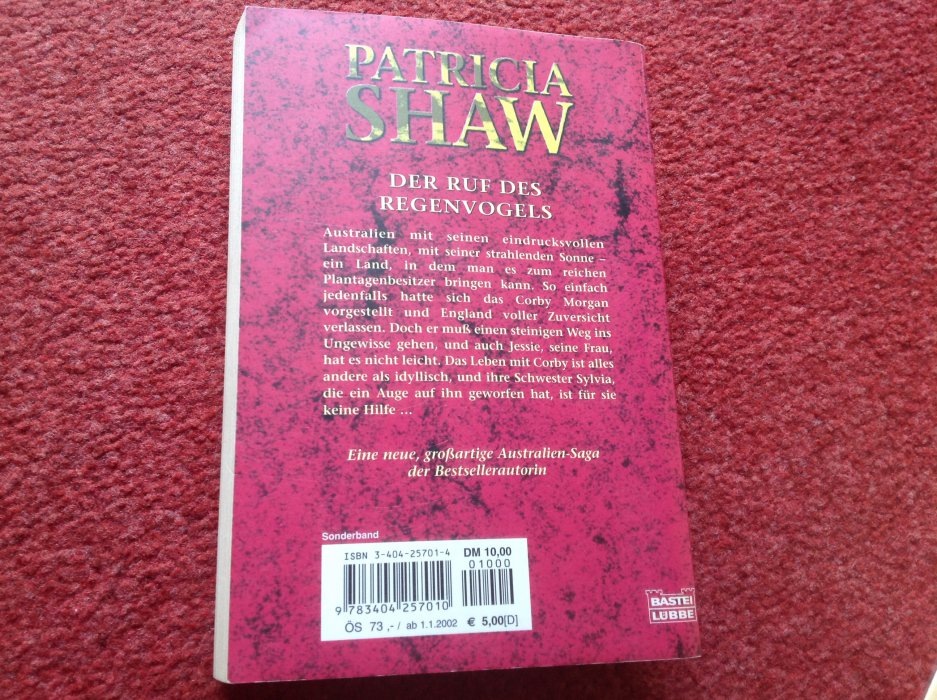 PATRICIA
SHAW
DER RUF DES
REGENVOGELS
Australien mit seinen eindrucksvollen
Landschaften, mit seiner strahlenden Sonne –
ein Land, in dem man es zum reichen
Plantagenbesitzer bringen kann. So einfach
jedenfalls hatte sich das Corby Morgan
vorgestellt und England voller Zuversicht
verlassen. Doch er muß einen steinigen Weg ins
Ungewisse gehen, und auch Jessie, seine Frau,
hat es nicht leicht. Das Leben mit Corby ist alles
andere als idyllisch, und ihre Schwester Sylvia,
die ein Auge auf ihn geworfen hat, ist für sie
keine Hilfe ...
Eine neue, großartige Australien-Saga
der Bestsellerautorin
Sonderband
ISBN 3-404-25701-4 DM 10,00
01000
9 783404 257010
ÖS 73,-/ ab 1.1.2002 € 5,00[D]
BASTEI
LÜBBE